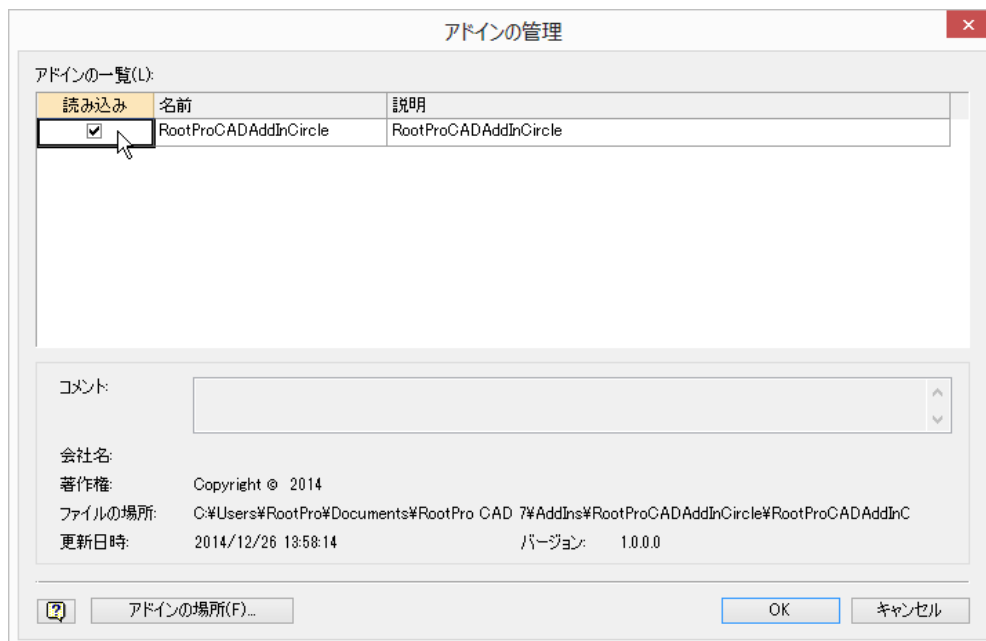 アドインの管理
アドインの一覧(L):
読み込み 名前 説明
RootProCADAddInCircle RootProCADAddInCircle
コメント:
会社名:
著作権: Copyright © 2014
ファイルの場所: C:¥Users¥RootPro¥Documents¥RootPro CAD 7¥AddIns¥RootProCADAddInCircle¥RootProCADAddInC
更新日時: 2014/12/26 13:58:14 バージョン: 1.0.0.0
アドインの場所(F)... OK キャンセル